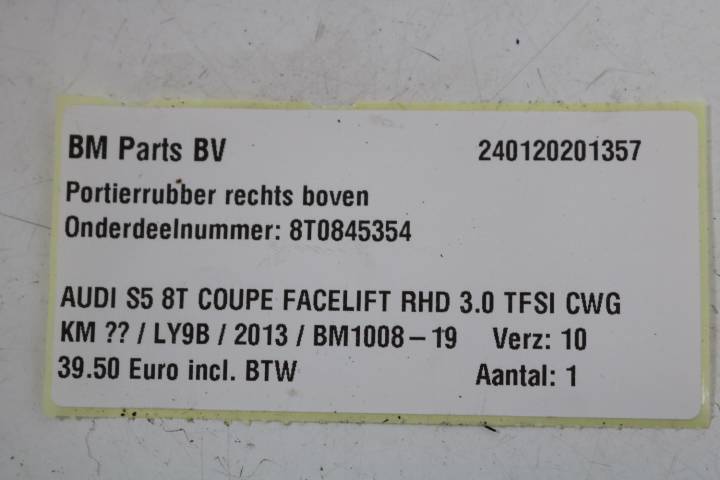 BM Parts BV 240120201357
Portierrubber rechts boven
Onderdeelnummer: 8T0845354
AUDI S5 8T COUPE FACELIFT RHD 3.0 TFSI CWG
KM ?? / LY9B / 2013 / BM1008-19 Verz: 10
39.50 Euro incl. BTW Aantal: 1